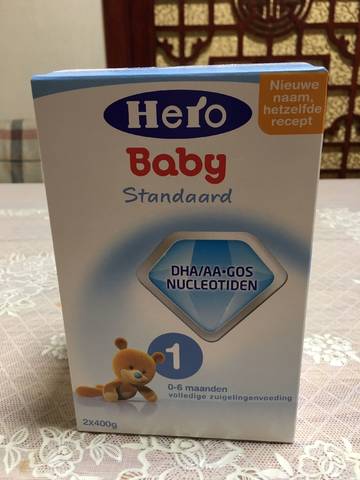 Nieuwe
naam,
hetzelfde
recept
Hero
Baby
Standaard
DHA/AA·GOS
NUCLEOTIDEN
1
0-6 maanden
volledige zuigelingenvoeding
2x400g